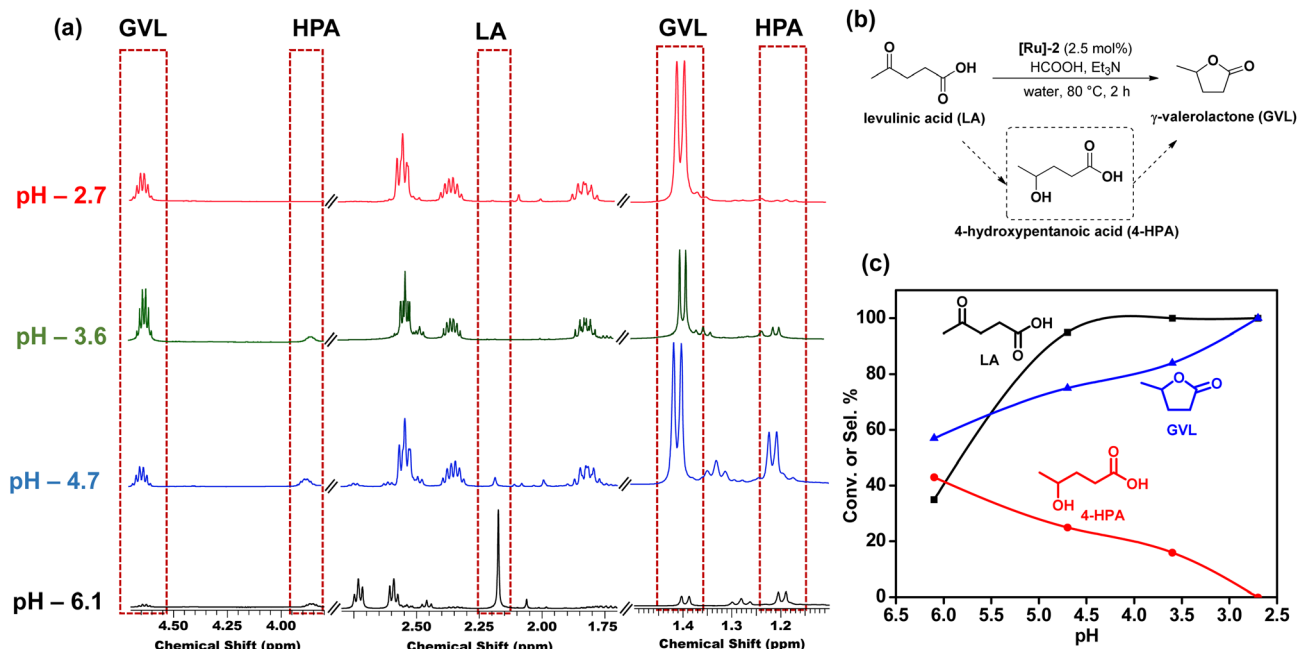 (a)
GVL
HPA
LA
GVL
HPA
pH – 2.7
pH – 3.6
pH – 4.7
pH – 6.1
4.50
4.25
4.00
2.50
2.25
2.00
1.75
1.4
1.3
1.2
Chemical Shift (ppm)
Chemical Shift (ppm)
Chemical Shift (ppm)
(b)
O
OH
O
levulinic acid (LA)
[Ru]-2 (2.5 mol%)
HCOOH, Et₃N
water, 80 °C, 2 h
O
O
γ-valerolactone (GVL)
O
OH
OH
4-hydroxypentanoic acid (4-HPA)
(c)
Conv. or Sel. %
100
80
60
40
20
0
6.5
6.0
5.5
5.0
4.5
4.0
3.5
3.0
2.5
pH
O
OH
O
LA
O
O
GVL
O
OH
OH
4-HPA